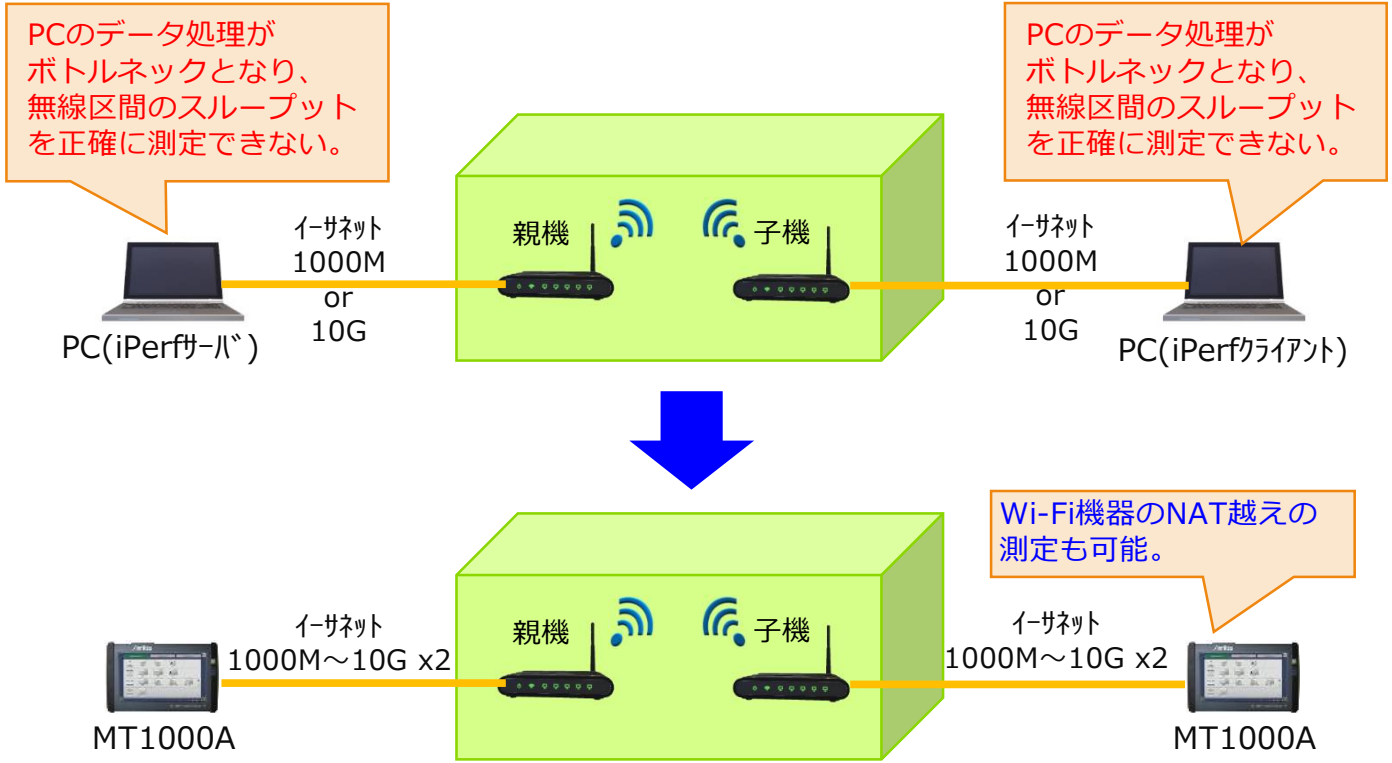 PCのデータ処理が
ボトルネックとなり、
無線区間のスループット
を正確に測定できない。
PCのデータ処理が
ボトルネックとなり、
無線区間のスループット
を正確に測定できない。
ｲｰｻﾈｯﾄ
1000M
or
10G
親機
子機
ｲｰｻﾈｯﾄ
1000M
or
10G
PC(iPerfｻｰﾊﾞ)
PC(iPerfｸﾗｲｱﾝﾄ)
Wi-Fi機器のNAT越えの
測定も可能。
ｲｰｻﾈｯﾄ
1000M～10G x2
親機
子機
ｲｰｻﾈｯﾄ
1000M～10G x2
Anritsu
Anritsu
MT1000A
MT1000A